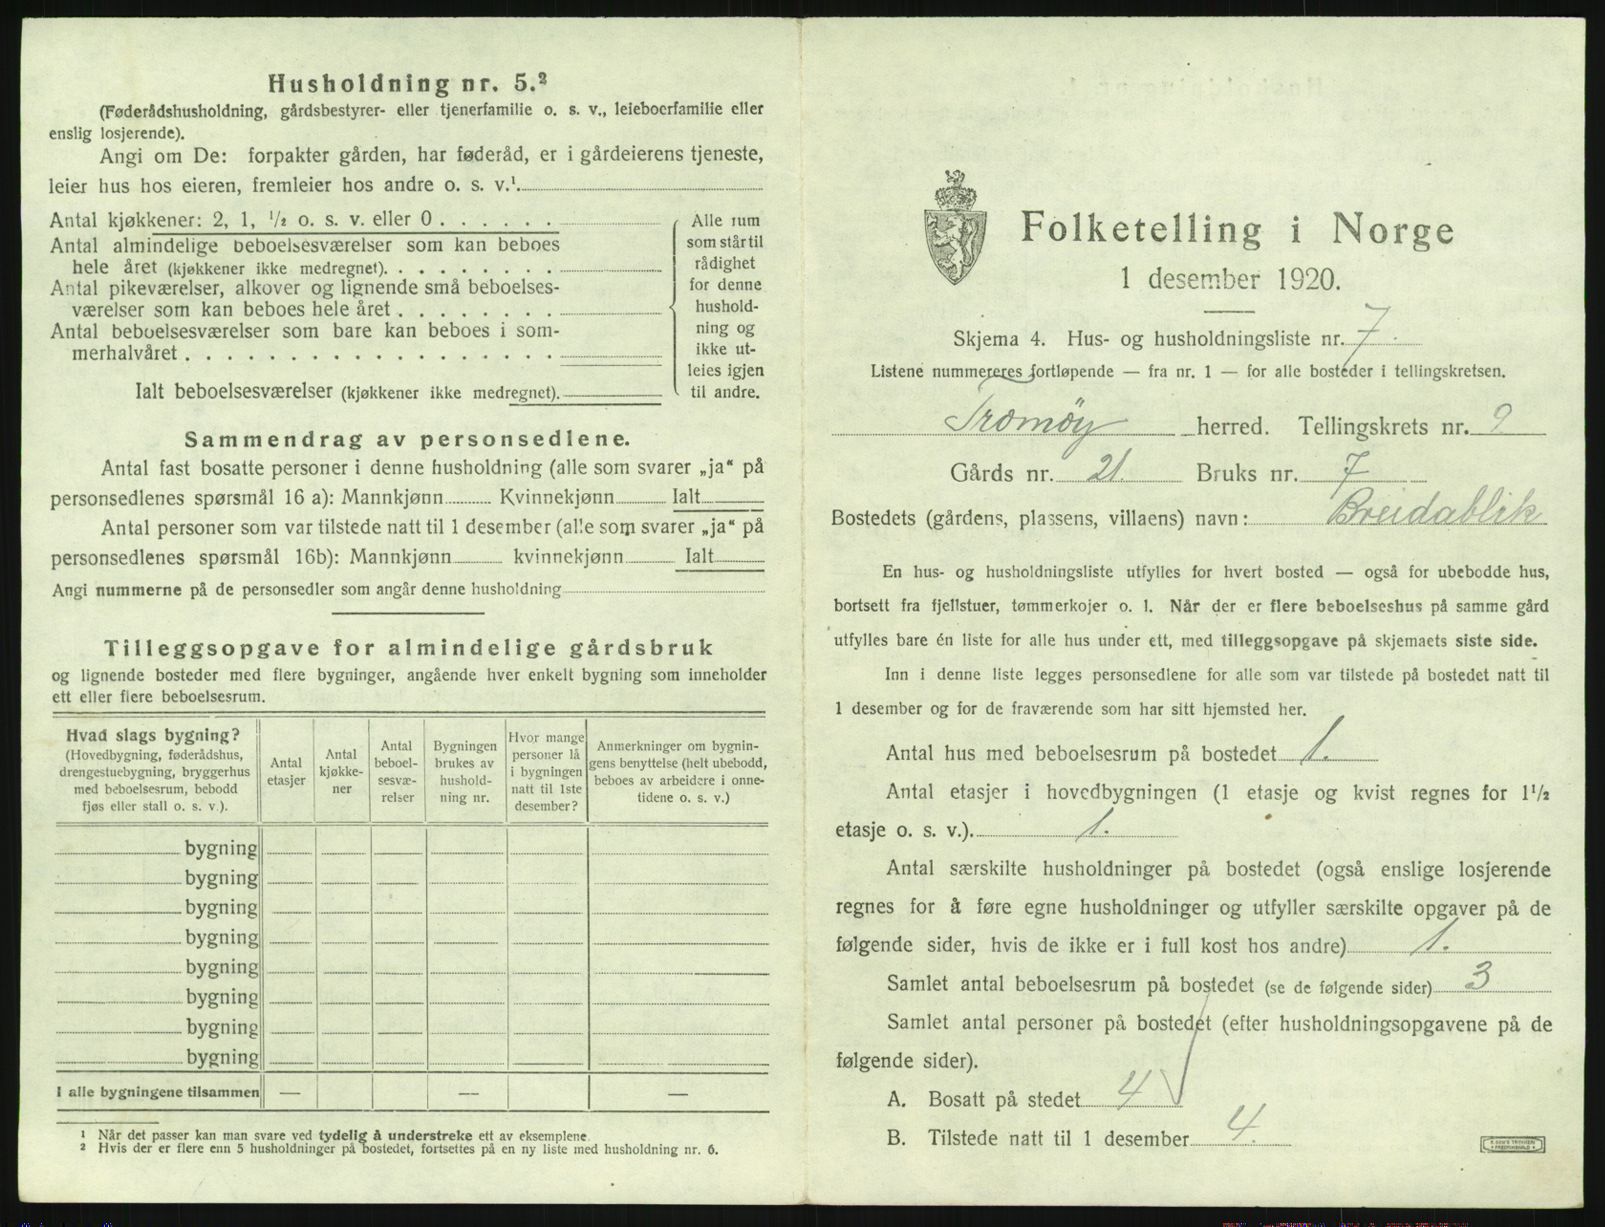 Husholdning nr. 5.²
(Føderådshusholdning, gårdsbestyrer- eller tjenerfamilie o. s. v., leieboerfamilie eller
enslig losjerende).
Angi om De: forpakter gården, har føderåd, er i gårdeierens tjeneste,
leier hus hos eieren, fremleier hos andre o. s. v.¹
Antal kjøkkener: 2, 1, ½ o. s. v. eller 0
Antal almindelige beboelsesværelser som kan beboes
hele året (kjøkkener ikke medregnet).
Antal pikeværelser, alkover og lignende små beboelses-
værelser som kan beboes hele året
Antal beboelsesværelser som bare kan beboes i som-
merhalvåret
Ialt beboelsesværelser (kjøkkener ikke medregnet).
Alle rum
som står til
rådighet
for denne
hushold-
ning og
ikke ut-
leies igjen
til andre.
Sammendrag av personsedlene.
Antal fast bosatte personer i denne husholdning (alle som svarer „ja“ på
personsedlenes spørsmål 16 a): Mannkjønn Kvinnekjønn Ialt
Antal personer som var tilstede natt til 1 desember (alle som svarer „ja“ på
personsedlenes spørsmål 16b): Mannkjønn kvinnekjønn Ialt
Angi nummerne på de personsedler som angår denne husholdning
Tilleggsopgave for almindelige gårdsbruk
og lignende bosteder med flere bygninger, angående hver enkelt bygning som inneholder
ett eller flere beboelsesrum.
Hvad slags bygning?
(Hovedbygning, føderådshus,
drengestuebygning, bryggerhus
med beboelsesrum, bebodd
fjøs eller stall o. s. v.).
Antal
etasjer
Antal
kjøkke-
ner
Antal
beboel-
sesvæ-
relser
Bygningen
brukes av
hushold-
ning nr.
Hvor mange
personer lå
i bygningen
natt til 1ste
desember?
Anmerkninger om bygnin-
gens benyttelse (helt ubebodd,
beboes av arbeidere i onne-
tidene o. s. v.)
bygning
bygning
bygning
bygning
bygning
bygning
bygning
bygning
I alle bygningene tilsammen — — —
¹ Når det passer kan man svare ved tydelig å understreke ett av eksemplene.
² Hvis der er flere enn 5 husholdninger på bostedet, fortsettes på en ny liste med husholdning nr. 6.
Folketelling i Norge
1 desember 1920.
Skjema 4. Hus- og husholdningsliste nr. 7.
Listene nummereres fortløpende — fra nr. 1 — for alle bosteder i tellingskretsen.
Tromøy herred. Tellingskrets nr. 9
Gårds nr. 21. Bruks nr. 7
Bostedets (gårdens, plassens, villaens) navn: Breidablik
En hus- og husholdningsliste utfylles for hvert bosted — også for ubebodde hus,
bortsett fra fjellstuer, tømmerkojer o. l. Når der er flere beboelseshus på samme gård
utfylles bare én liste for alle hus under ett, med tilleggsopgave på skjemaets siste side.
Inn i denne liste legges personsedlene for alle som var tilstede på bostedet natt til
1 desember og for de fraværende som har sitt hjemsted her.
Antal hus med beboelsesrum på bostedet 1.
Antal etasjer i hovedbygningen (1 etasje og kvist regnes for 1½
etasje o. s. v.). 1.
Antal særskilte husholdninger på bostedet (også enslige losjerende
regnes for å føre egne husholdninger og utfyller særskilte opgaver på de
følgende sider, hvis de ikke er i full kost hos andre) 1.
Samlet antal beboelsesrum på bostedet (se de følgende sider) 3
Samlet antal personer på bostedet (efter husholdningsopgavene på de
følgende sider).
A. Bosatt på stedet 4
B. Tilstede natt til 1 desember 4.